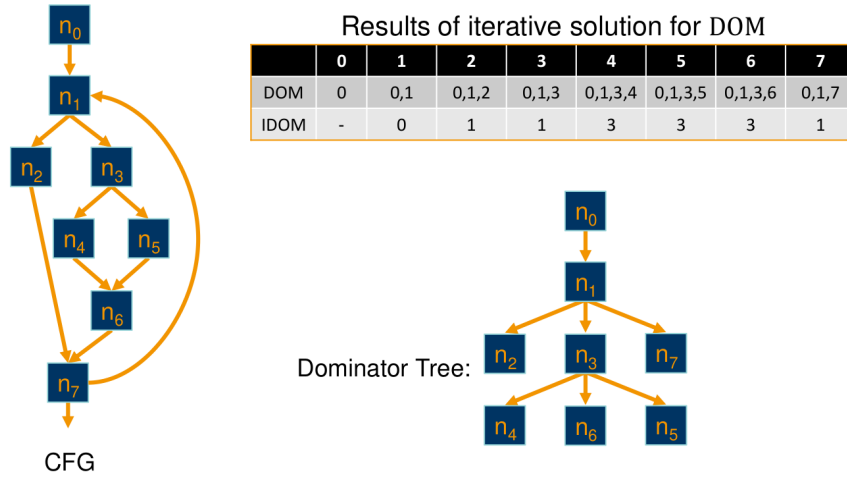 Results of iterative solution for DOM
0 1 2 3 4 5 6 7
DOM 0 0,1 0,1,2 0,1,3 0,1,3,4 0,1,3,5 0,1,3,6 0,1,7
IDOM - 0 1 1 3 3 3 1
n₀
n₁
n₂ n₃
n₄ n₅
n₆
n₇
CFG
n₀
n₁
Dominator Tree: n₂ n₃ n₇
n₄ n₆ n₅